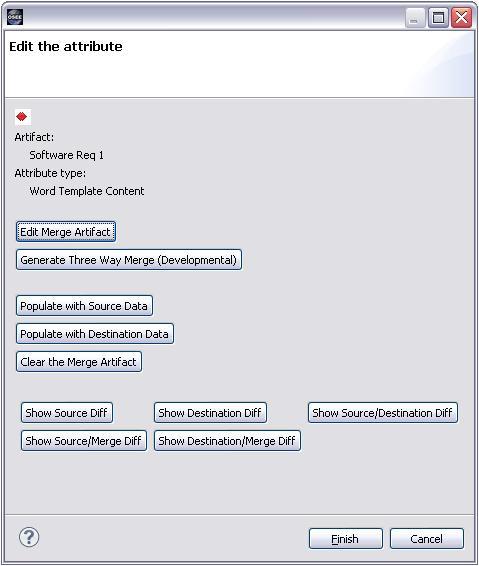 OSEE
Edit the attribute
Artifact:
Software Req 1
Attribute type:
Word Template Content
Edit Merge Artifact
Generate Three Way Merge (Developmental)
Populate with Source Data
Populate with Destination Data
Clear the Merge Artifact
Show Source Diff Show Destination Diff Show Source/Destination Diff
Show Source/Merge Diff Show Destination/Merge Diff
? Finish Cancel